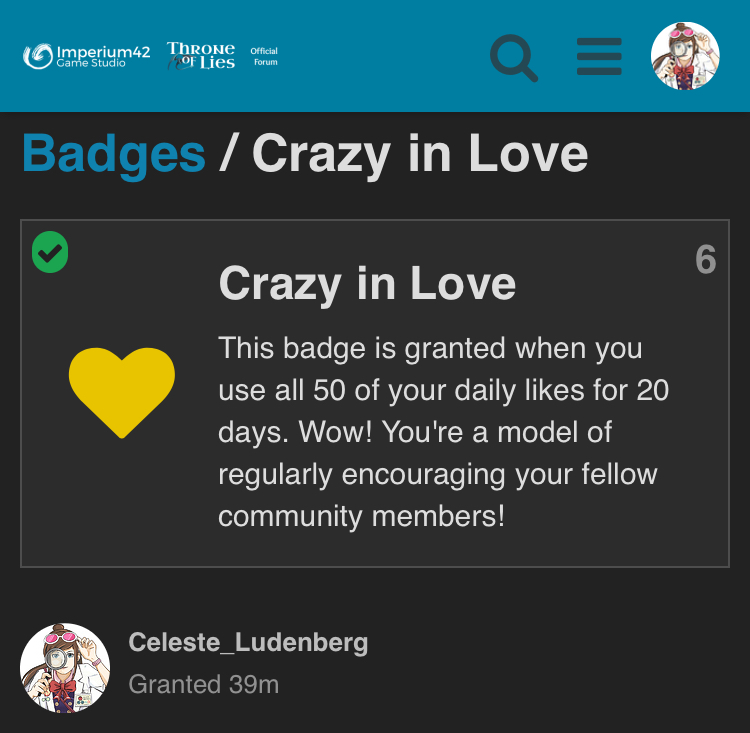 Imperium42
Game Studio
Throne of Lies
Official
Forum
Badges / Crazy in Love
6
Crazy in Love
This badge is granted when you
use all 50 of your daily likes for 20
days. Wow! You're a model of
regularly encouraging your fellow
community members!
Celeste_Ludenberg
Granted 39m